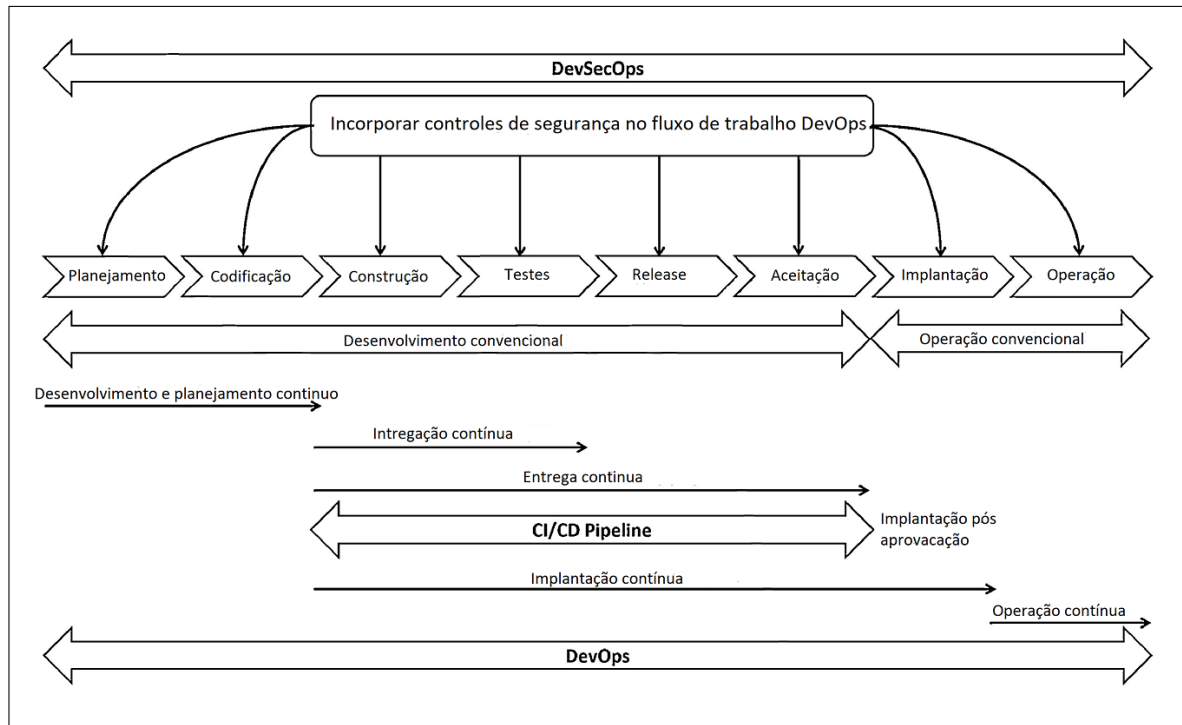 DevSecOps
Incorporar controles de segurança no fluxo de trabalho DevOps
Planejamento
Codificação
Construção
Testes
Release
Aceitação
Implantação
Operação
Desenvolvimento convencional
Operação convencional
Desenvolvimento e planejamento continuo
Intregação contínua
Entrega continua
CI/CD Pipeline
Implantação pós
aprovacação
Implantação contínua
Operação contínua
DevOps